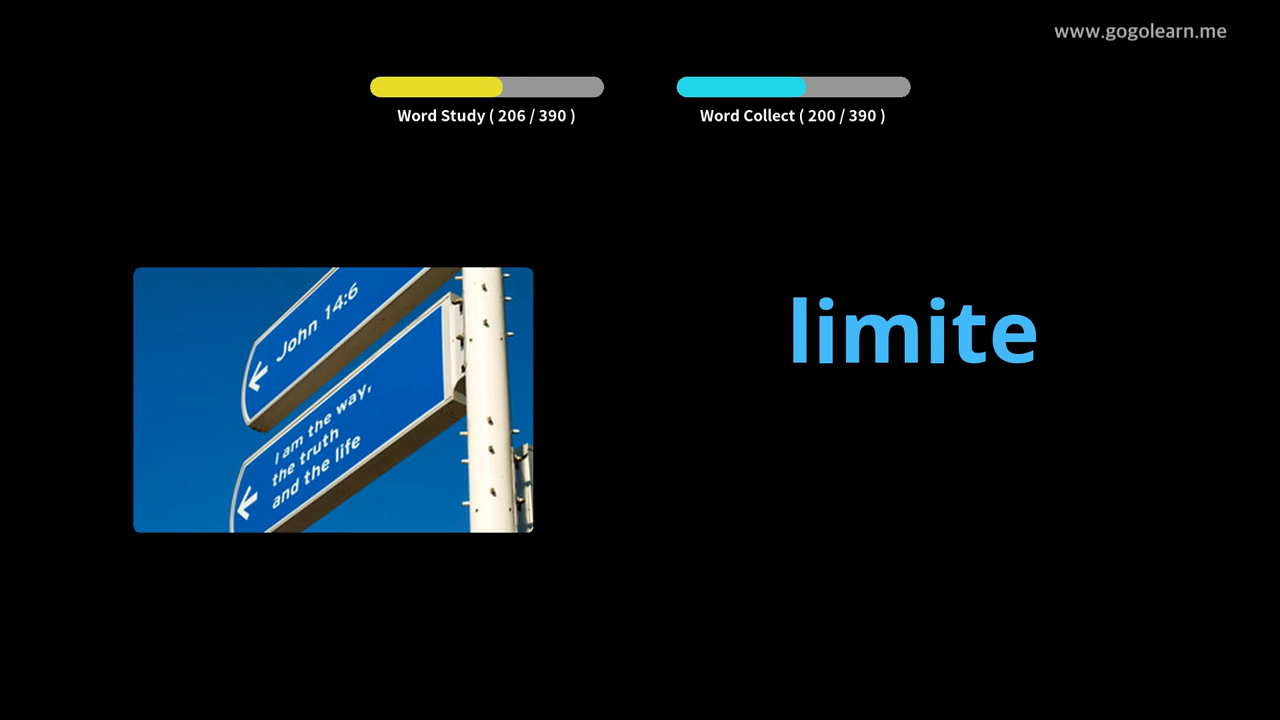 www.gogolearn.me
Word Study ( 206 / 390 )
Word Collect ( 200 / 390 )
John 14:6
I am the way,
the truth
and the life
limite